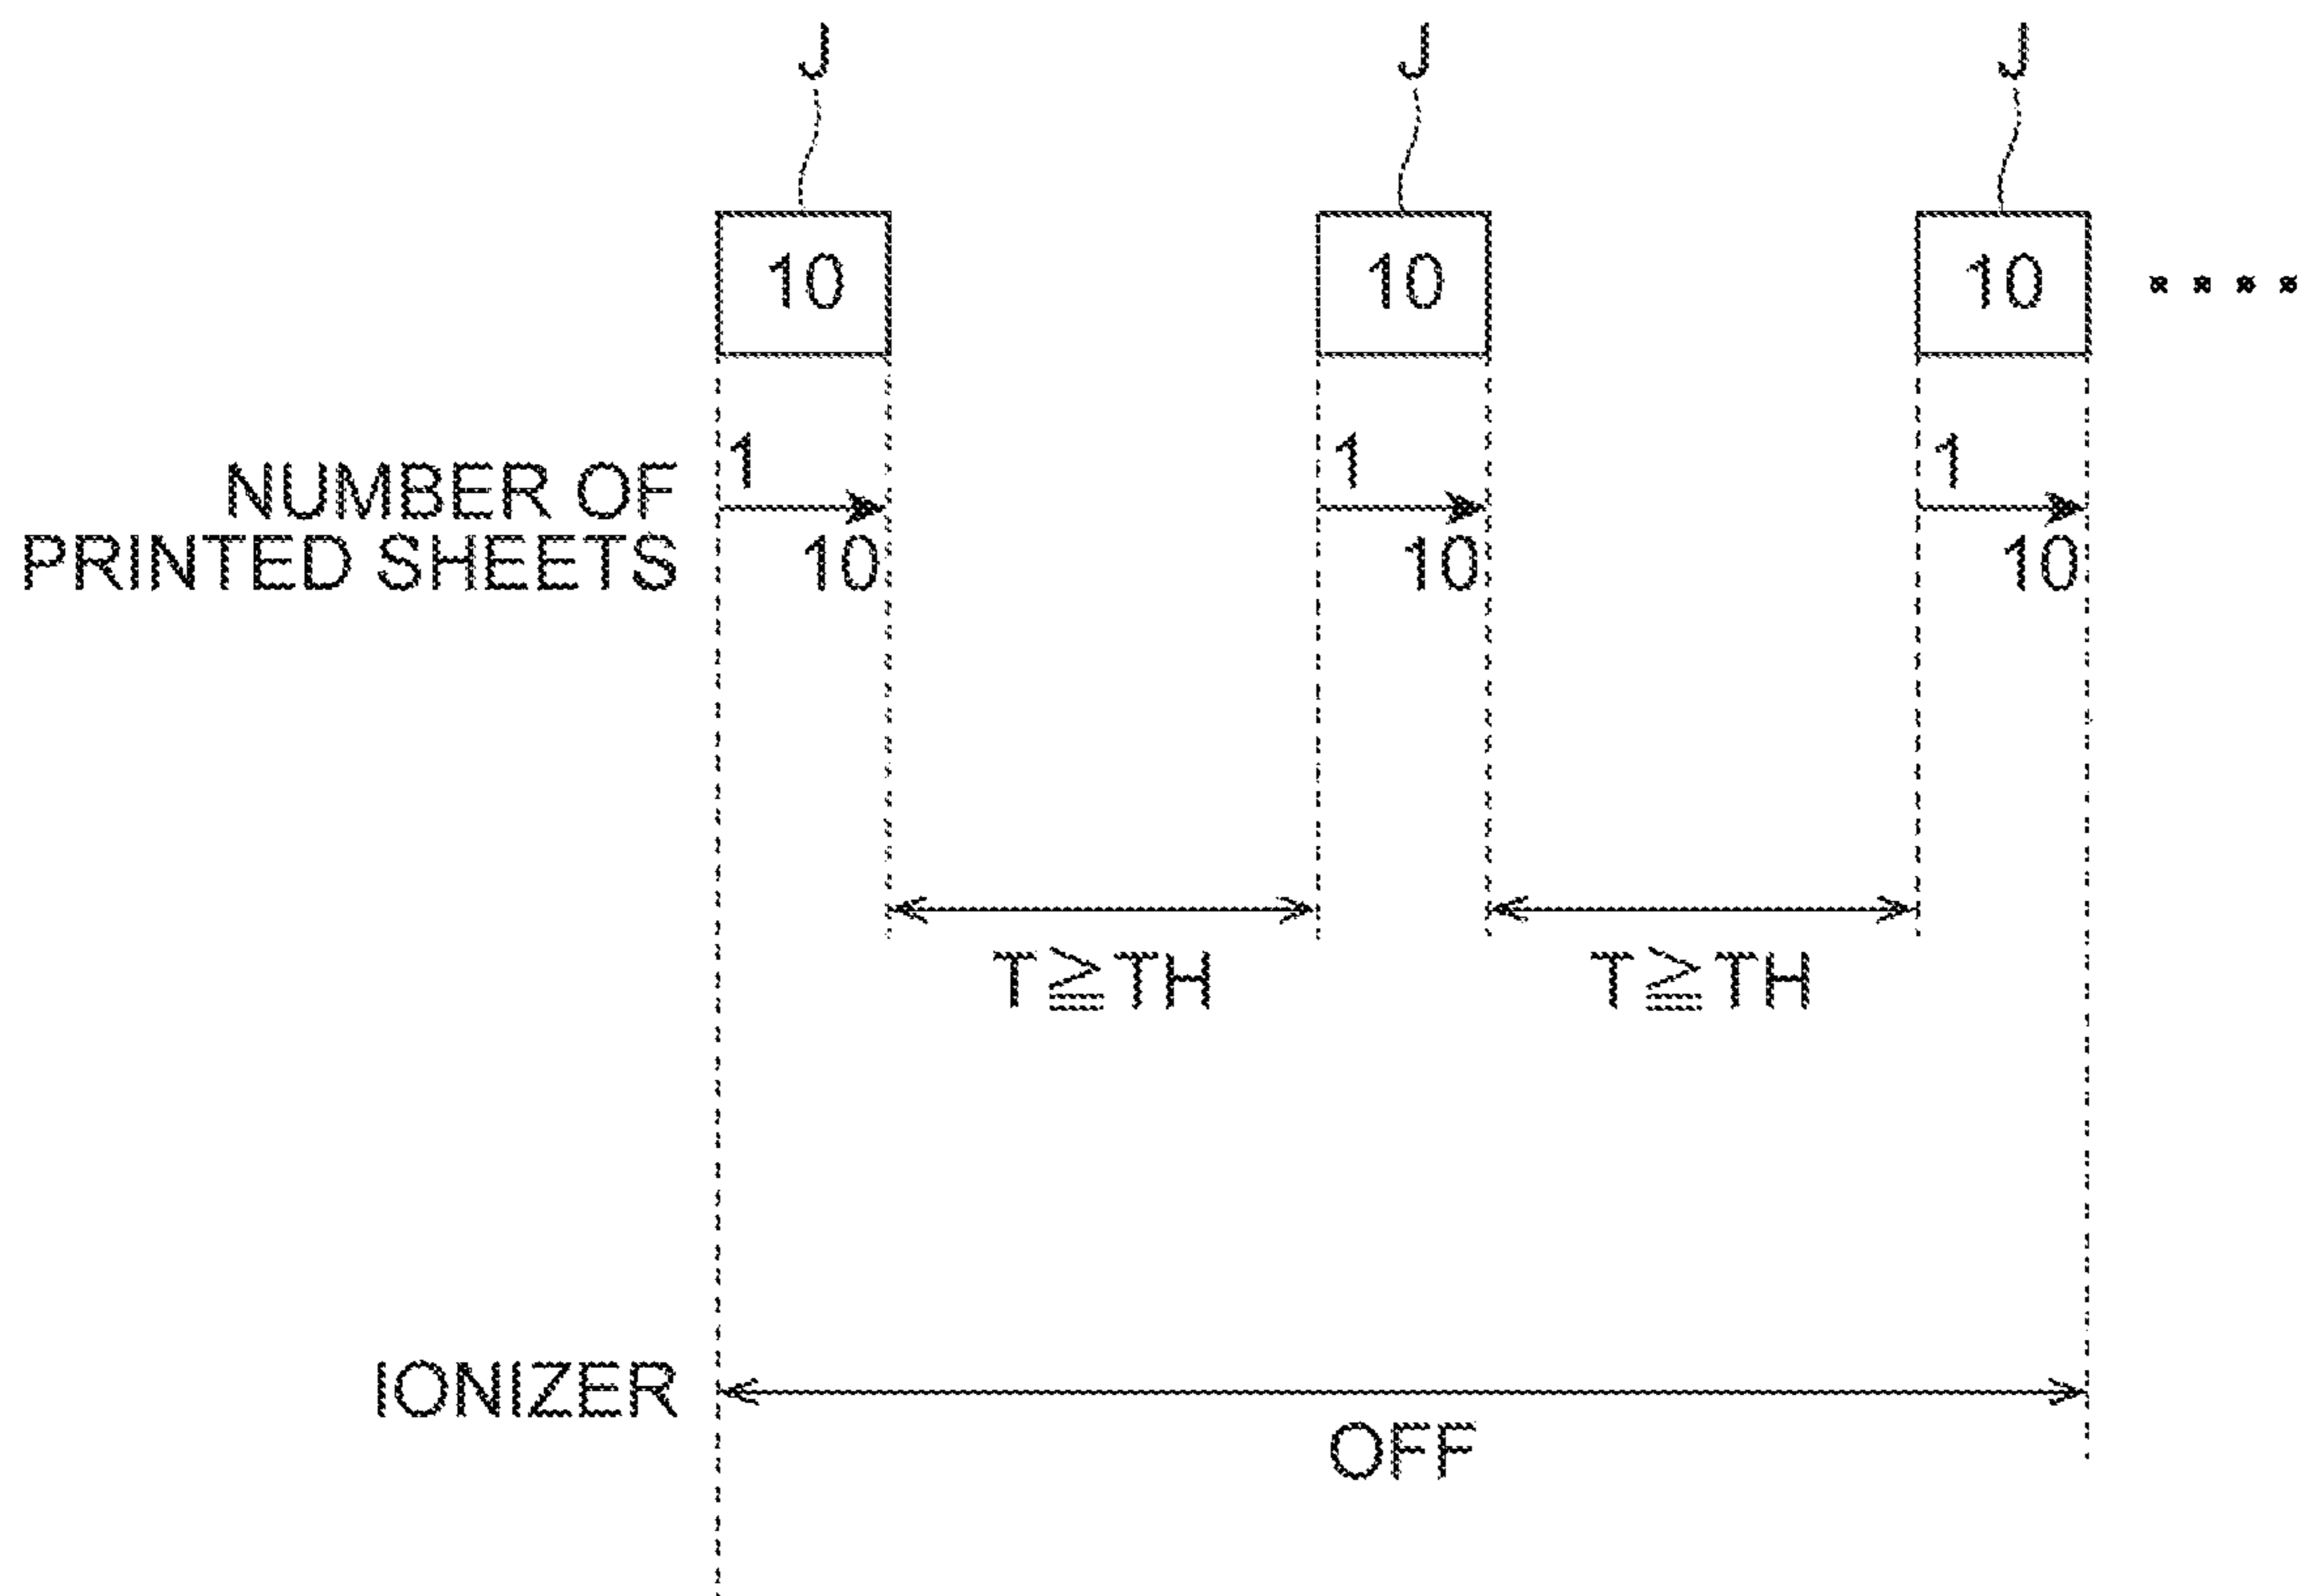 J J J
10 10 10 ....
1 1 1
NUMBER OF
PRINTED SHEETS 10 10 10
T≧TH T≧TH
IONIZER
OFF